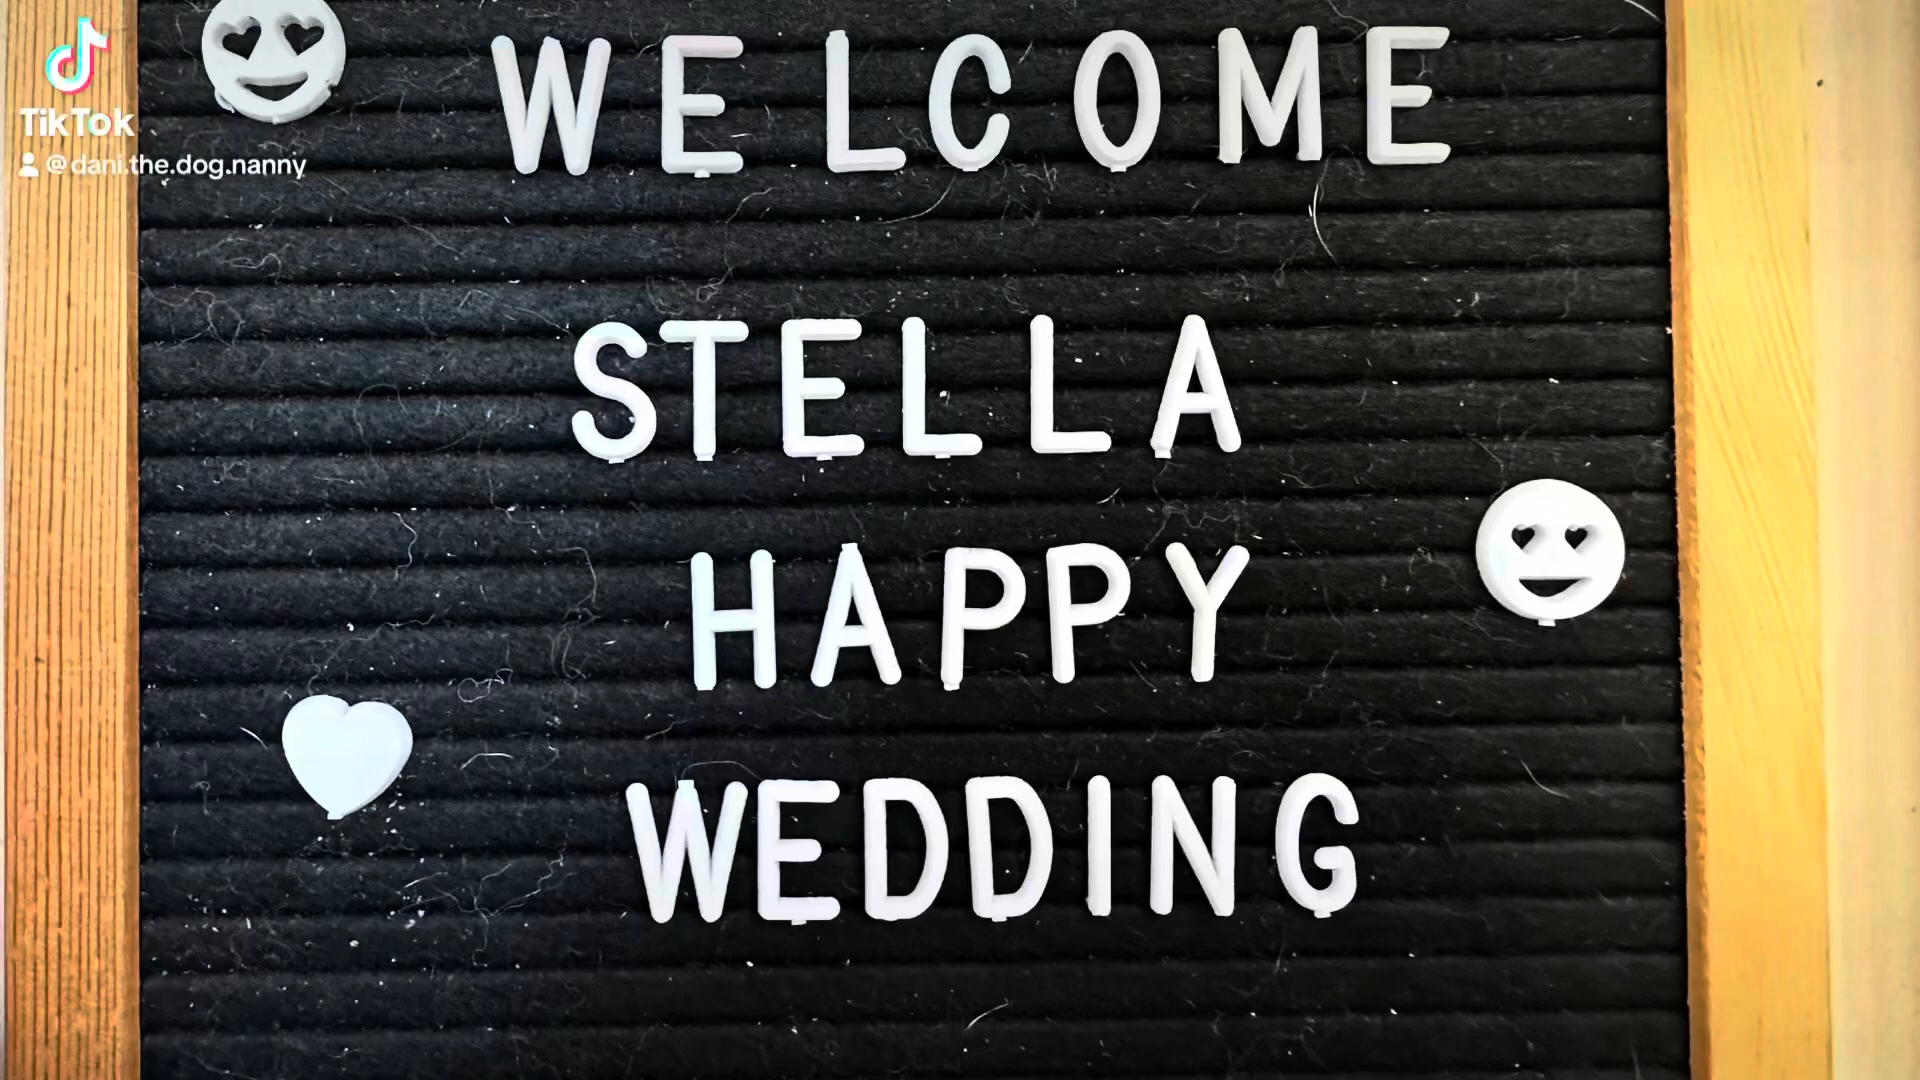 TikTok
@dani.the.dog.nanny
WELCOME
STELLA
HAPPY
WEDDING